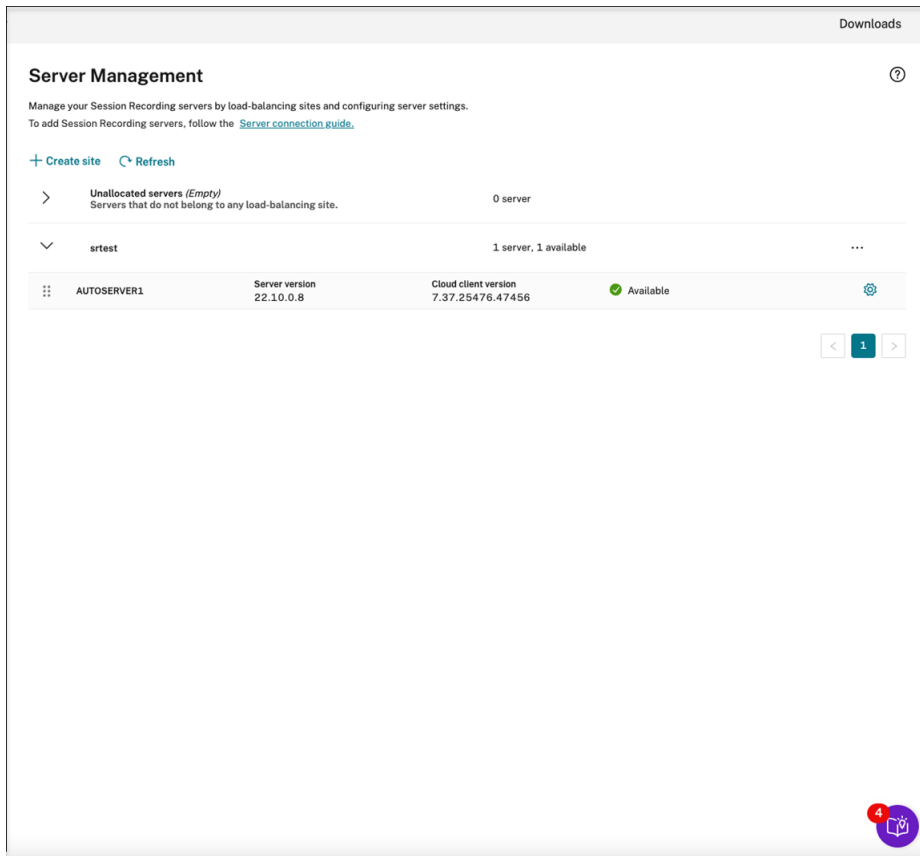 Downloads
Server Management
Manage your Session Recording servers by load-balancing sites and configuring server settings.
To add Session Recording servers, follow the Server connection guide.
Create site Refresh
Unallocated servers (Empty)
Servers that do not belong to any load-balancing site.
0 server
srtest
1 server, 1 available
AUTOSERVER1
Server version
22.10.0.8
Cloud client version
7.37.25476.47456
Available
< 1 >
4